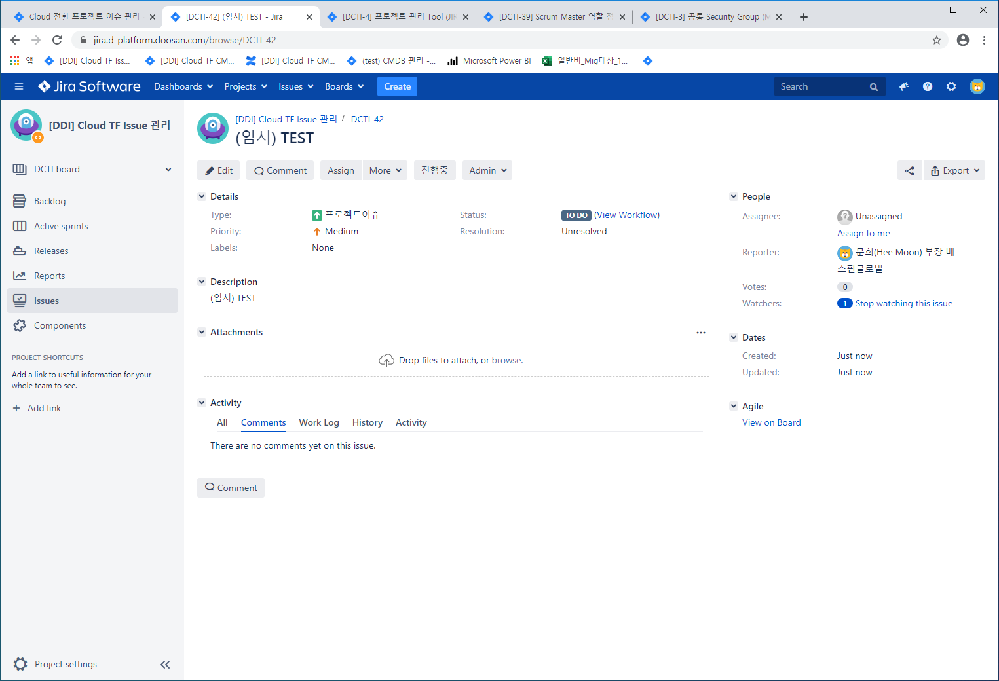 Cloud 전환 프로젝트 이슈 관리
[DCTI-42] (임시) TEST - Jira
[DCTI-4] 프로젝트 관리 Tool (JIR
[DCTI-39] Scrum Master 역할 정
[DCTI-3] 공통 Security Group (M
jira.d-platform.doosan.com/browse/DCTI-42
앱
[DDI] Cloud TF Iss...
[DDI] Cloud TF CM...
[DDI] Cloud TF CM...
(test) CMDB 관리 -...
Microsoft Power BI
일반비_Mig대상_1...
Jira Software
Dashboards
Projects
Issues
Boards
Create
Search
[DDI] Cloud TF Issue 관리
DCTI board
Backlog
Active sprints
Releases
Reports
Issues
Components
PROJECT SHORTCUTS
Add a link to useful information for your
whole team to see.
+ Add link
Project settings
[DDI] Cloud TF Issue 관리 / DCTI-42
(임시) TEST
Edit
Comment
Assign
More
진행중
Admin
Export
Details
Type: 프로젝트이슈
Status: TO DO (View Workflow)
Priority: Medium
Resolution: Unresolved
Labels: None
Description
(임시) TEST
Attachments
Drop files to attach, or browse.
Activity
All
Comments
Work Log
History
Activity
There are no comments yet on this issue.
Comment
People
Assignee: Unassigned
Assign to me
Reporter: 문희(Hee Moon) 부장 베
스핀글로벌
Votes: 0
Watchers: 1 Stop watching this issue
Dates
Created: Just now
Updated: Just now
Agile
View on Board